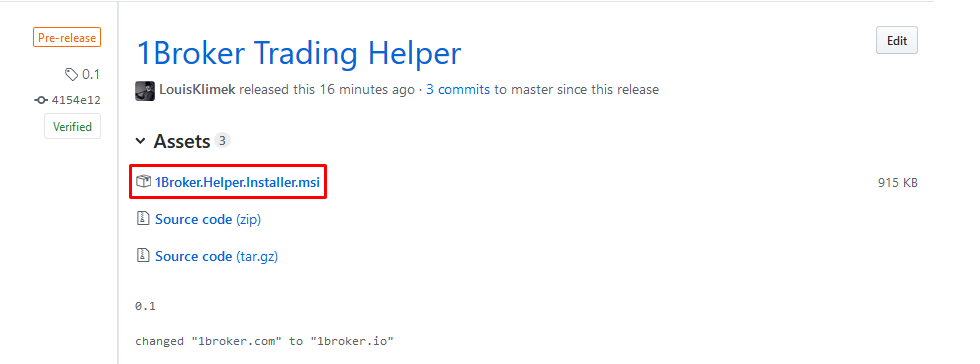 Pre-release
1Broker Trading Helper
Edit
0.1
LouisKlimek released this 16 minutes ago · 3 commits to master since this release
4154e12
Verified
Assets 3
1Broker.Helper.Installer.msi
915 KB
Source code (zip)
Source code (tar.gz)
0.1
changed "1broker.com" to "1broker.io"